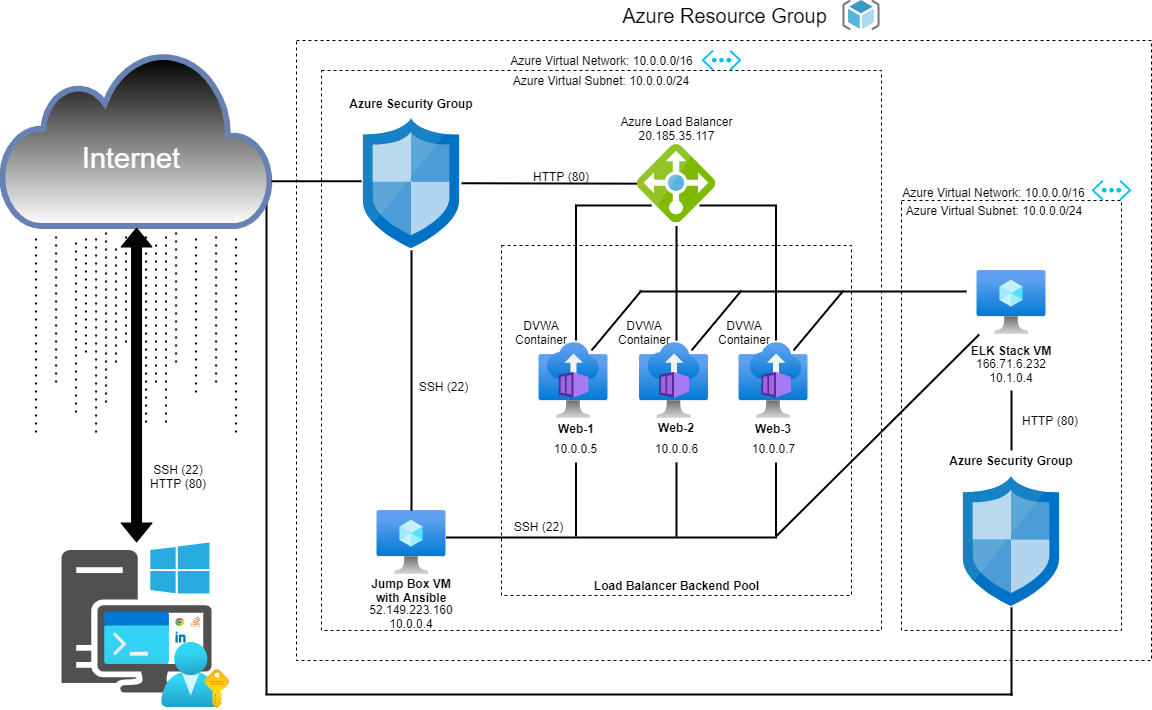 Azure Resource Group
Azure Virtual Network: 10.0.0.0/16
Azure Virtual Subnet: 10.0.0.0/24
Azure Security Group
Azure Load Balancer
20.185.35.117
Internet
HTTP (80)
Azure Virtual Network: 10.0.0.0/16
Azure Virtual Subnet: 10.0.0.0/24
DVWA
Container
DVWA
Container
DVWA
Container
ELK Stack VM
166.71.6.232
10.1.0.4
SSH (22)
Web-1
10.0.0.5
Web-2
10.0.0.6
Web-3
10.0.0.7
HTTP (80)
Azure Security Group
SSH (22)
HTTP (80)
SSH (22)
Jump Box VM
with Ansible
52.149.223.160
10.0.0.4
Load Balancer Backend Pool
in